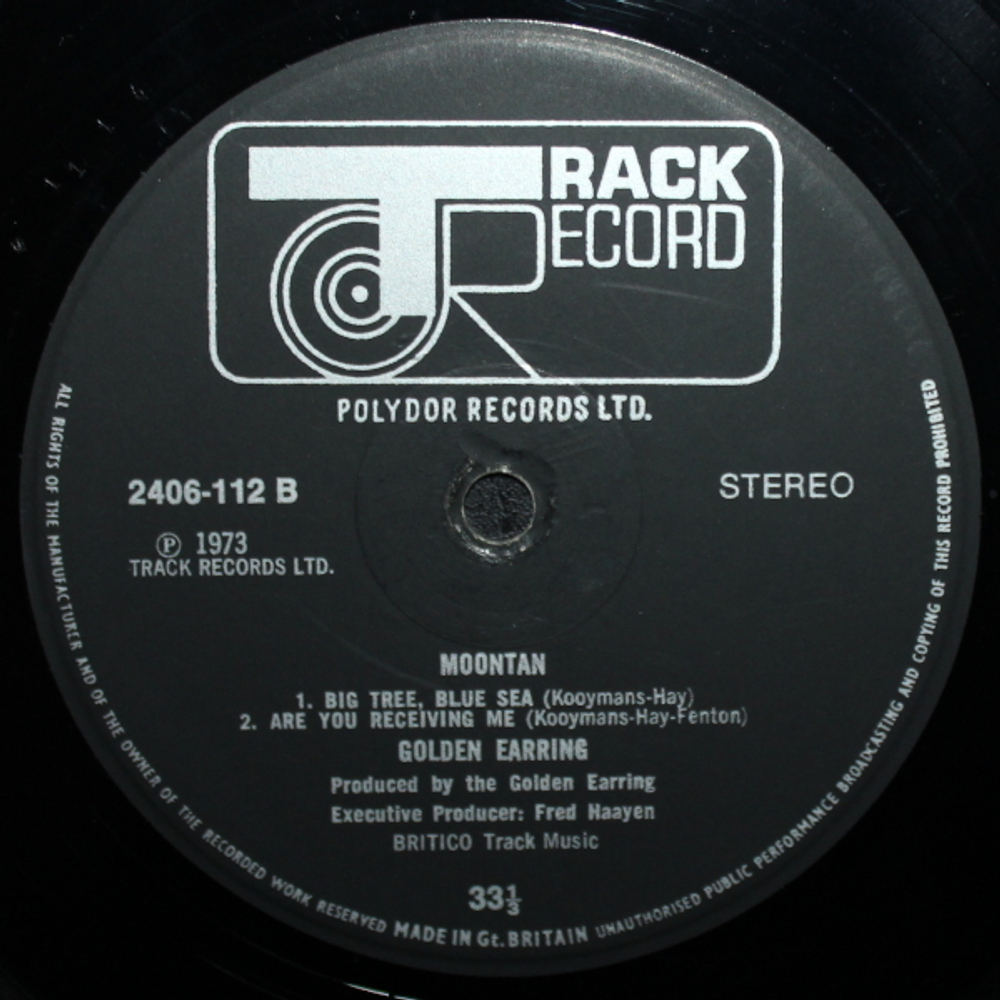 TRACK
RECORD
POLYDOR RECORDS LTD.
2406-112 B
STEREO
Ⓟ 1973
TRACK RECORDS LTD.
MOONTAN
1. BIG TREE, BLUE SEA (Kooymans-Hay)
2. ARE YOU RECEIVING ME (Kooymans-Hay-Fenton)
GOLDEN EARRING
Produced by the Golden Earring
Executive Producer: Fred Haayen
BRITICO Track Music
33⅓
ALL RIGHTS OF THE MANUFACTURER AND OF THE OWNER OF THE RECORDED WORK RESERVED MADE IN Gt. BRITAIN UNAUTHORISED PUBLIC PERFORMANCE BROADCASTING AND COPYING OF THIS RECORD PROHIBITED